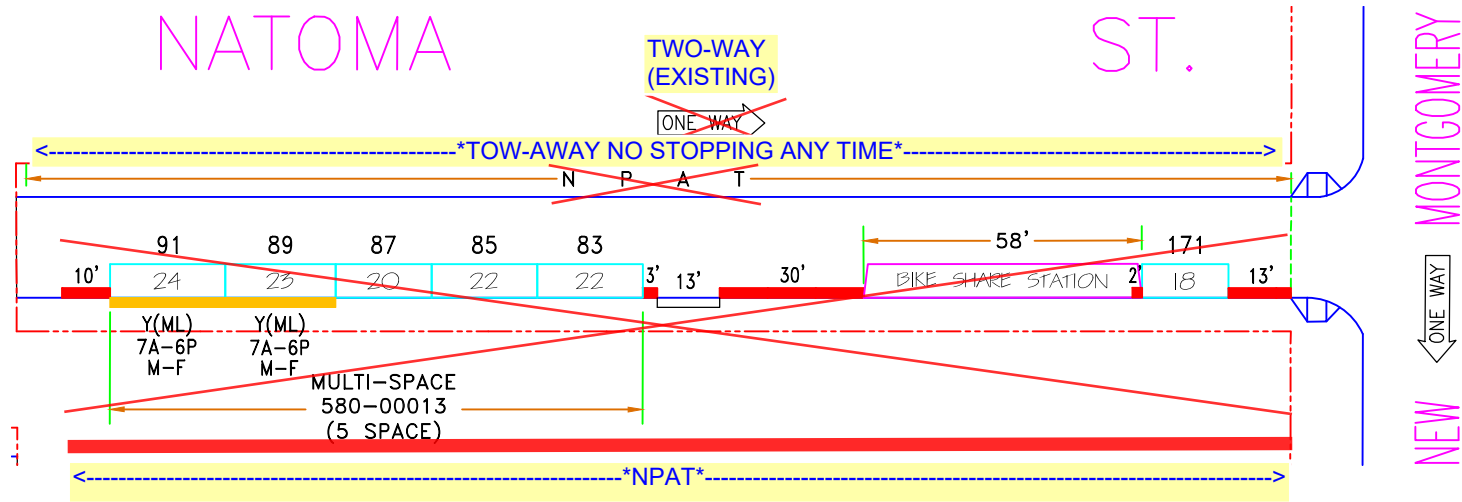 NATOMA ST.
TWO-WAY
(EXISTING)
ONE WAY
<----*TOW-AWAY NO STOPPING ANY TIME*---->
N P A T
91 89 87 85 83 58' 171
10' 24 23 20 22 22 3' 13' 30' BIKE SHARE STATION 2' 18 13'
Y(ML) Y(ML)
7A-6P 7A-6P
M-F M-F
MULTI-SPACE
580-00013
(5 SPACE)
<----*NPAT*---->
NEW MONTGOMERY
ONE WAY